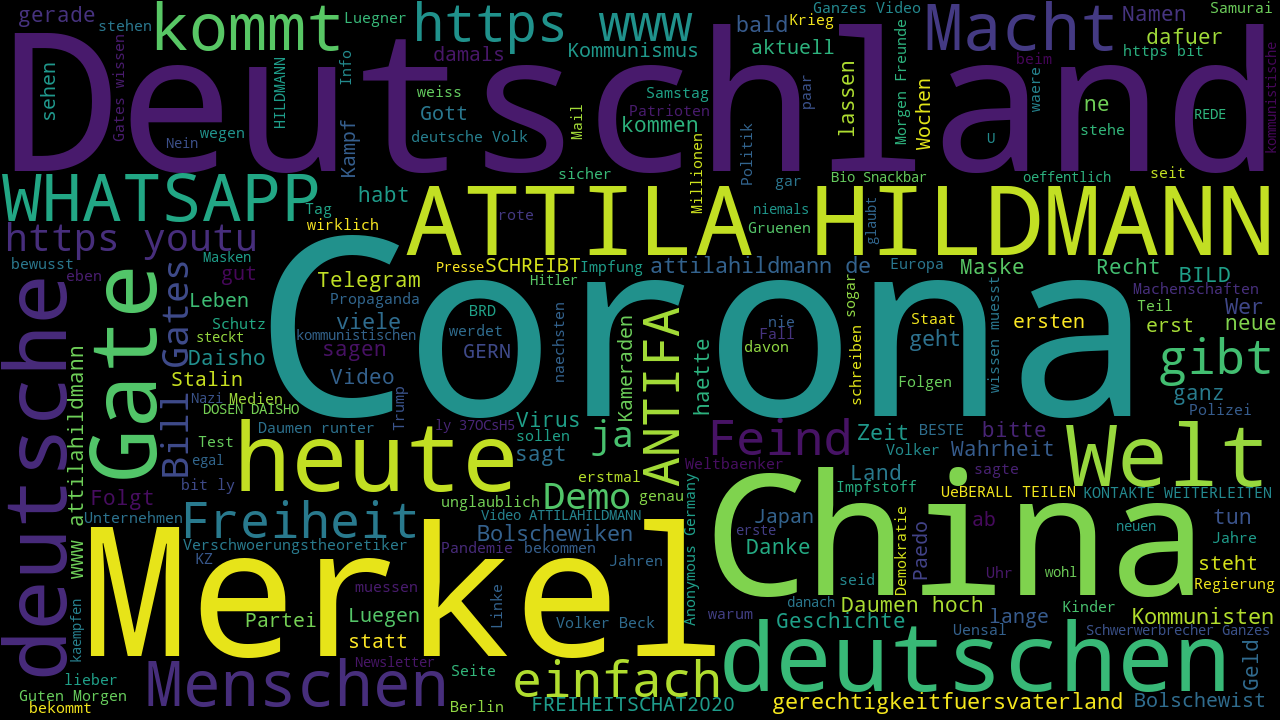 gerade
stehen
kommt
Luegner
https www
bald
Krieg
Ganzes Video
Macht
Namen
Samurai
dafuer
Deutschland
damals
Kommunismus
aktuell
https bit
beim
kommunistische
sehen
Gates wissen
HILDMANN
Info
weiss
Samstag
paar
lassen
Morgen Freunde
Wochen
waere
ne
Gott
Patrioten
Mail
kommen
wegen
Nein
Kampf
deutsche Volk
Politik
U
stehe
REDE
sicher
Millionen
gar
Bio Snackbar
oeffentlich
seit
WHATSAPP
habt
Tag
rote
wirklich
ATTILA HILDMANN
niemals
Gruenen
glaubt
https youtu
bewusst
eben
Masken
gut
Telegram
Presse
SCHREIBT
Impfung
Hitler
attilahildmann de
Europa
Maske
Recht
BILD
Machenschaften
deutsche
Gate
Bill Gates
Leben
Propaganda
Schutz
viele
BRD
werdet
kommunistischen
steckt
Corona
naechsten
Kameraden
ANTIFA
haette
nie
Fall
davon
sogar
schreiben
Staat
geht
wissen muesst
ersten
Teil
erst
Wer
neue
Daisho
sagen
GERN
Stalin
Video
Folgen
gibt
ganz
Nazi
Medien
DOSEN DAISHO
Trump
Polizei
www attilahildmann
Test
Daumen runter
ly 37OCsH5
Virus
sollen
ja
Feind
Zeit
BESTE
bitte
Welt
egal
heute
sagt
Volker
Wahrheit
bit ly
erstmal
Weltbaenker
Land
sagte
Folgt
unglaublich
Demo
genau
Impfstoff
UeBERALL TEILEN
KONTAKTE WEITERLEITEN
Unternehmen
Freiheit
Video ATTILAHILDMANN
Anonymous Germany
Japan
China
ab
neuen
tun
Bolschewiken
erste
Jahre
Verschwoerungstheoretiker
KZ
Pandemie
bekommen
Danke
Demokratie
Paedo
Merkel
Jahren
steht
muessen
seid
Uhr
wohl
Regierung
kaempfen
Linke
danach
Daumen hoch
Kinder
Partei
Luegen
warum
Geschichte
lange
Kommunisten
Volker Beck
Uensal
Schwerwerbrecher Ganzes
statt
deutschen
Geld
Newsletter
lieber
Menschen
Seite
einfach
Guten Morgen
bekommt
Berlin
FREIHEITSCHAT2020
gerechtigkeitfuersvaterland
Bolschewist